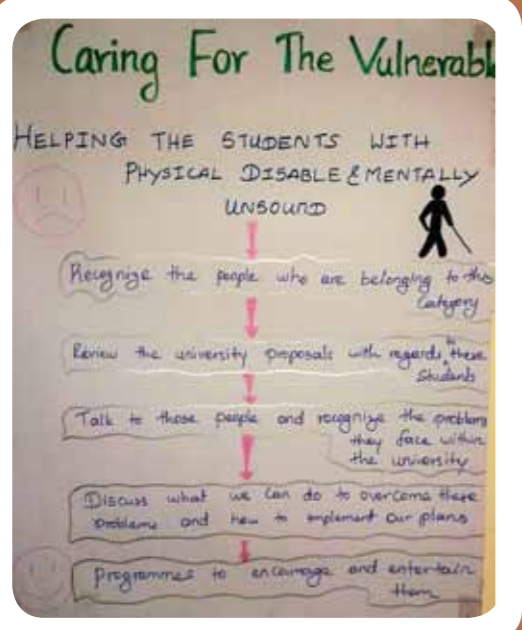 Caring For The Vulnerabl
HELPING THE STUDENTS WITH
PHYSICAL DISABLE & MENTALLY
UNSOUND
Recognize the people who are belonging to this
Category
Review the university proposals with regards to these
Students
Talk to those people and recognize the problem
they face within
the university
Discuss what we can do to overcome these
problems and how to implement our plans
Programmes to encourage and entertain
them